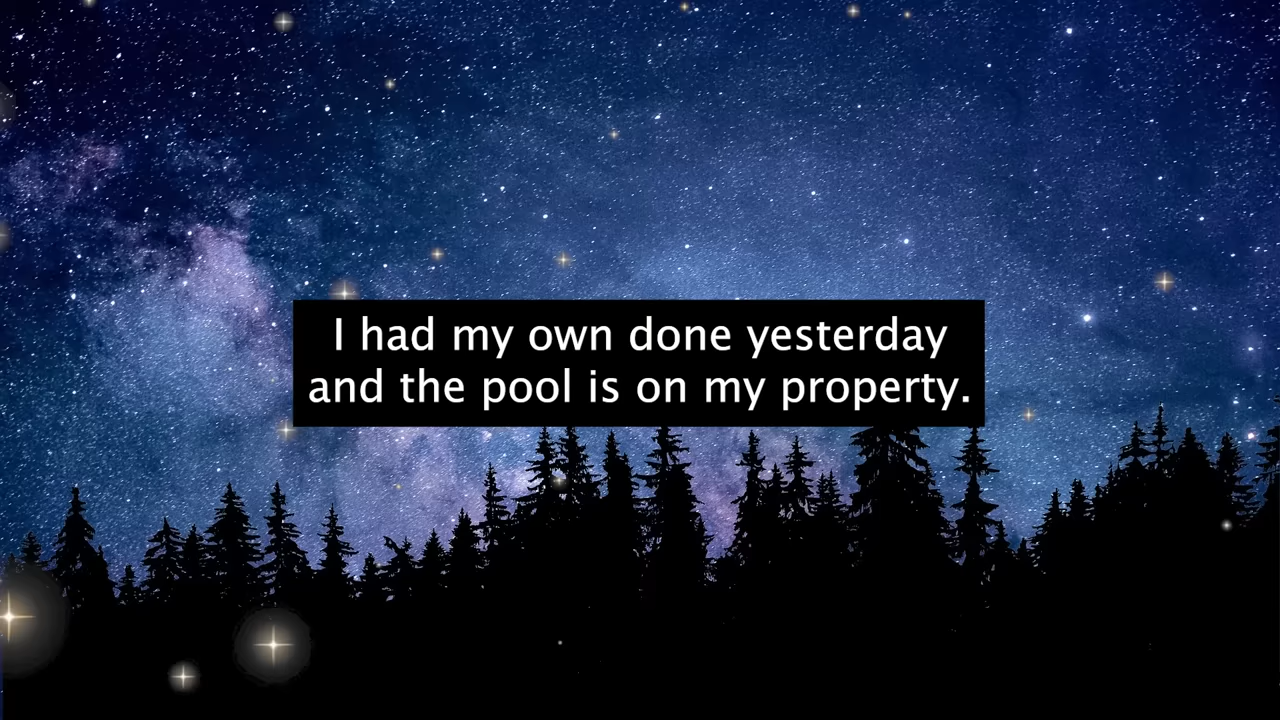 I had my own done yesterday
and the pool is on my property.